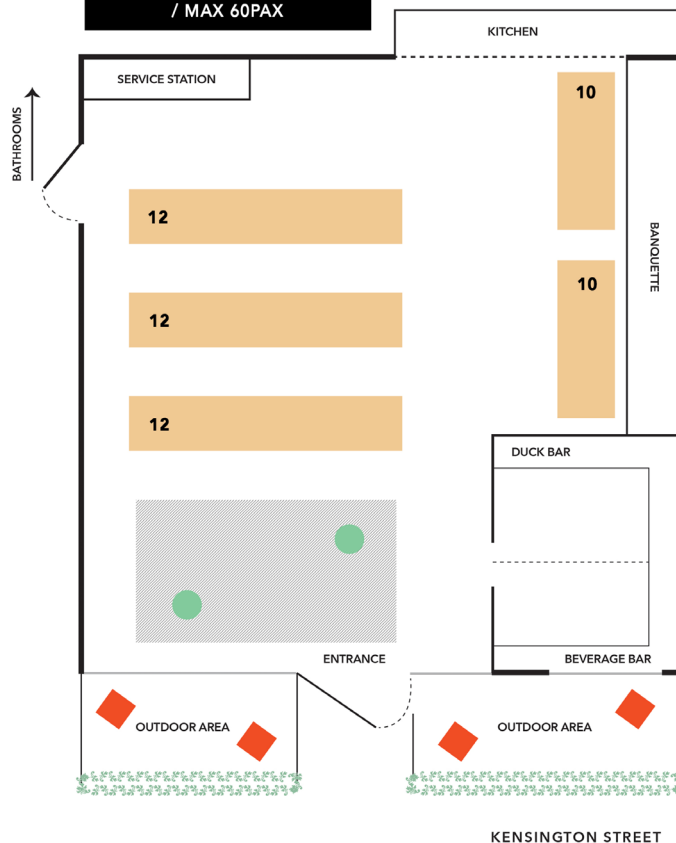 / MAX 60PAX
KITCHEN
SERVICE STATION
10
BATHROOMS
12
BANQUETTE
10
12
12
DUCK BAR
ENTRANCE
BEVERAGE BAR
OUTDOOR AREA
OUTDOOR AREA
KENSINGTON STREET